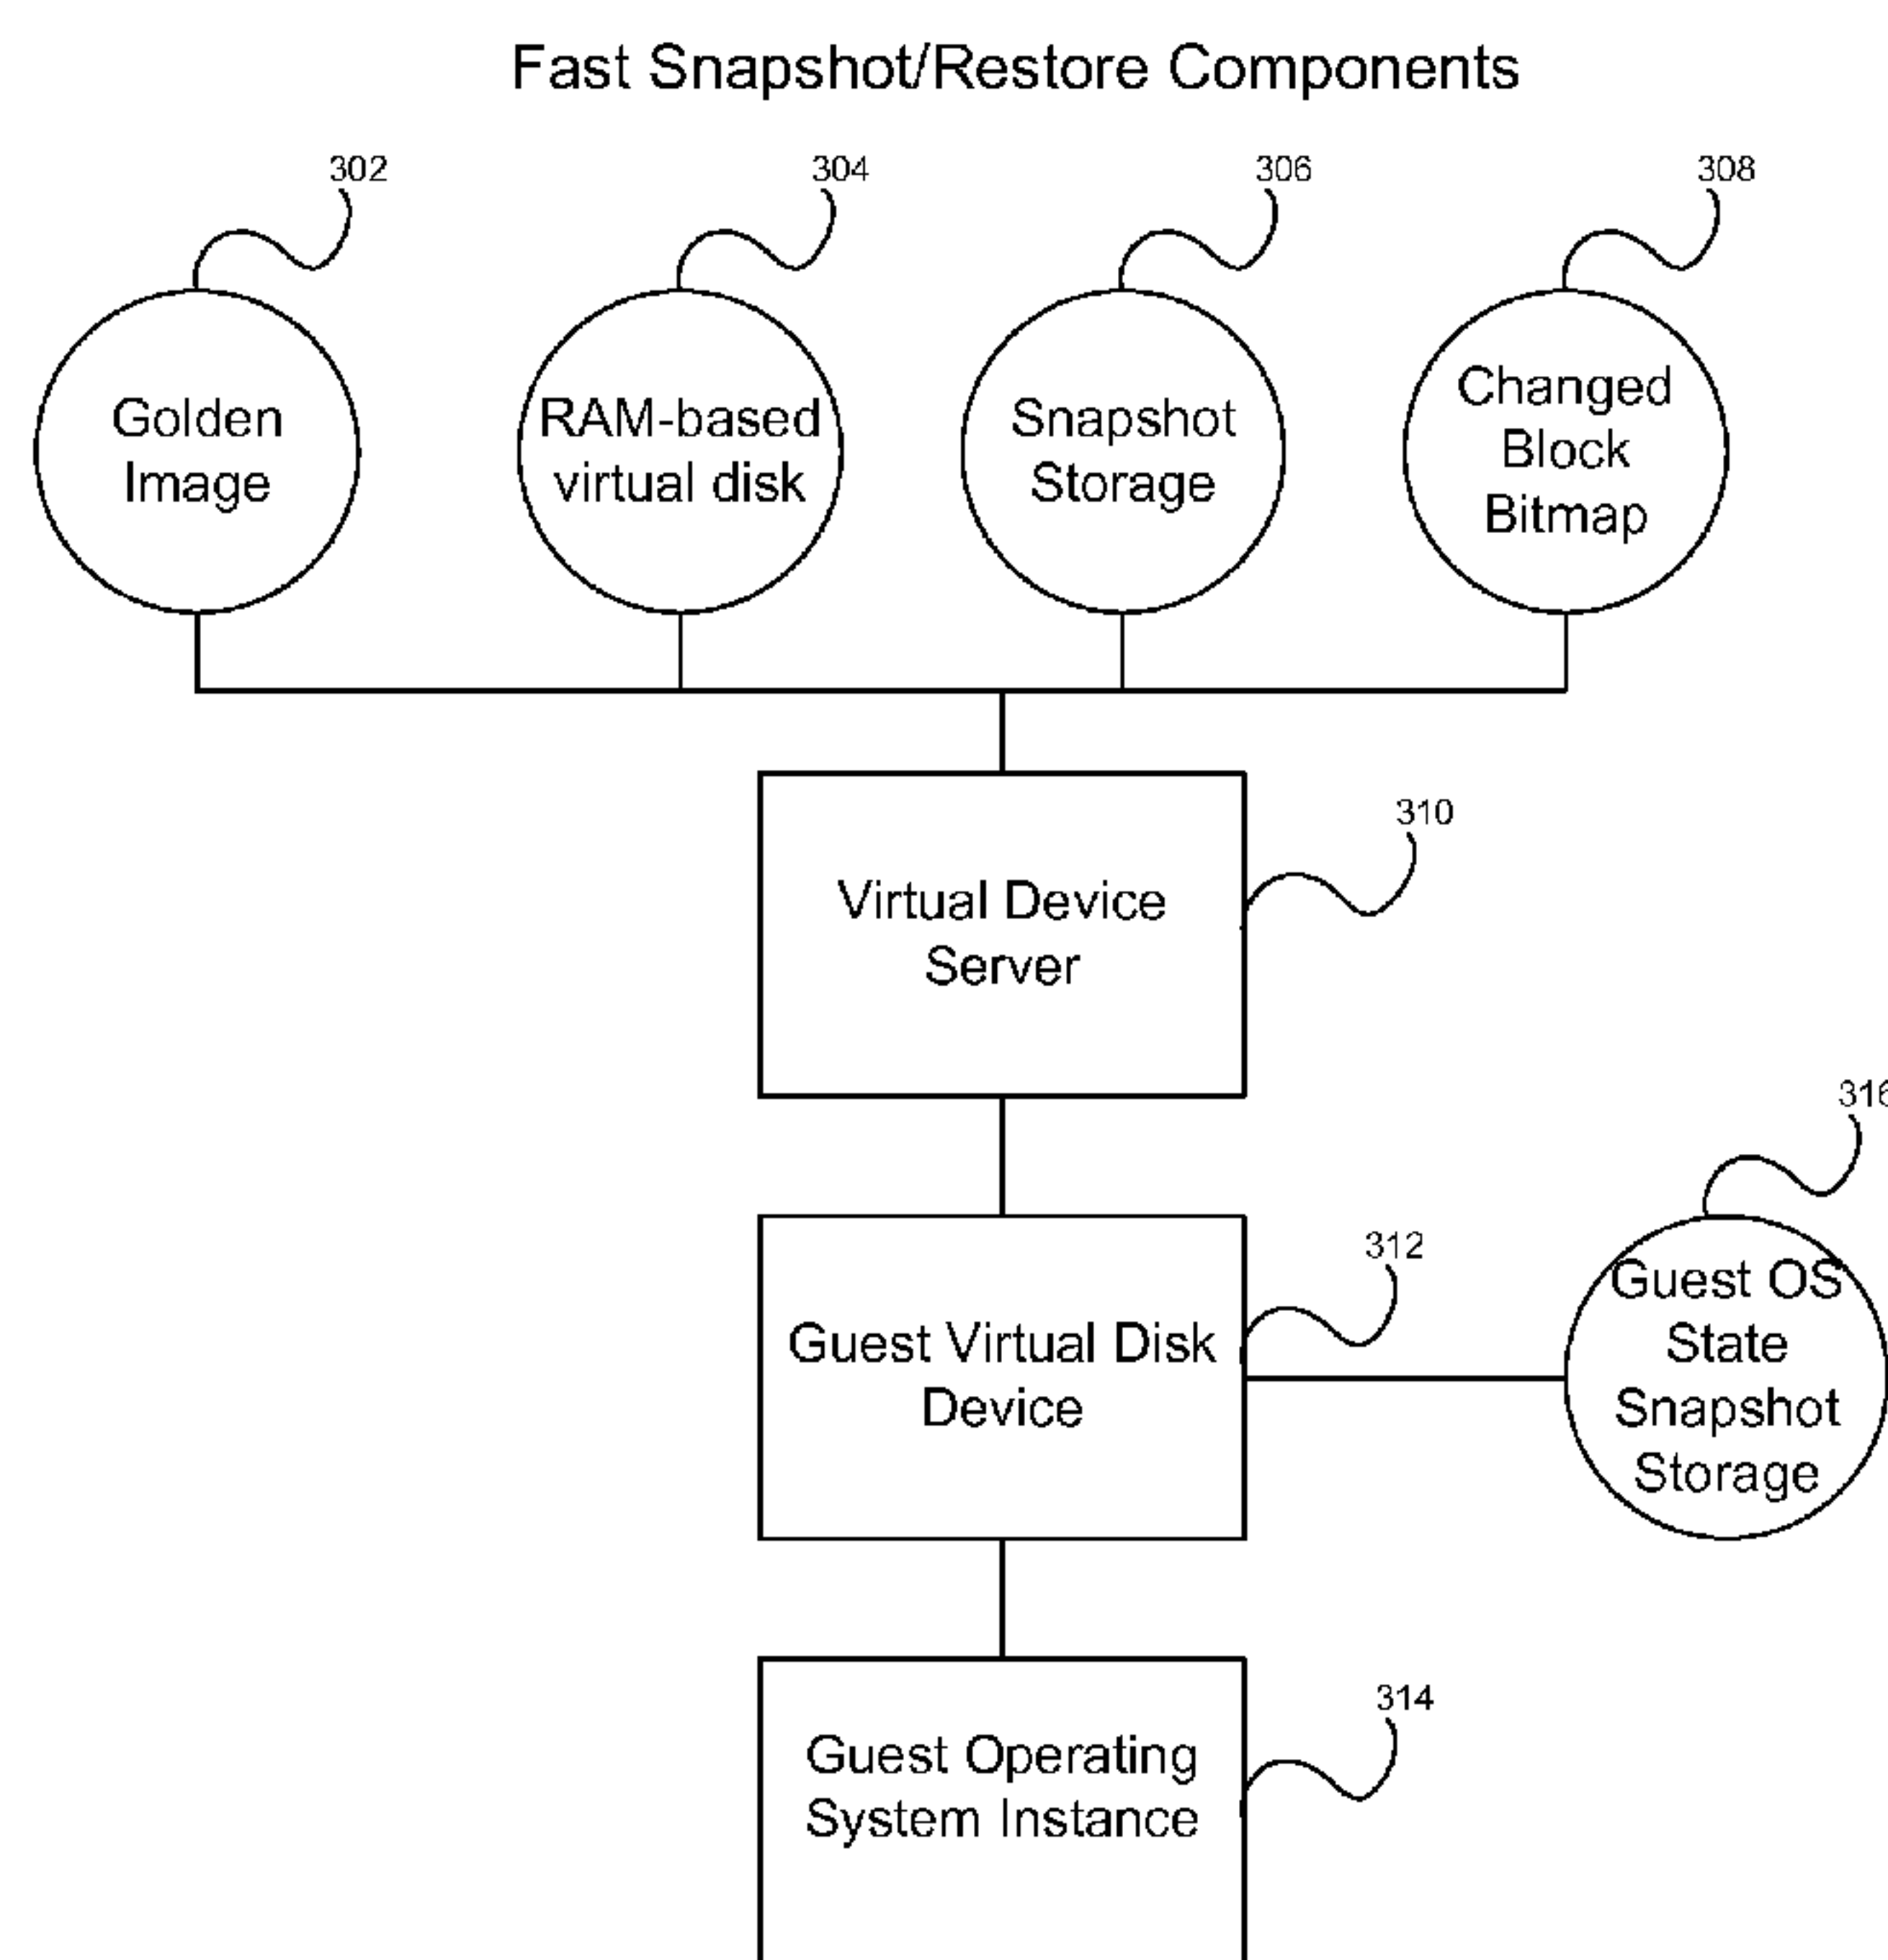 Fast Snapshot/Restore Components
302
304
306
308
Golden
Image
RAM-based
virtual disk
Snapshot
Storage
Changed
Block
Bitmap
310
Virtual Device
Server
316
312
Guest Virtual Disk
Device
Guest OS
State
Snapshot
Storage
314
Guest Operating
System Instance